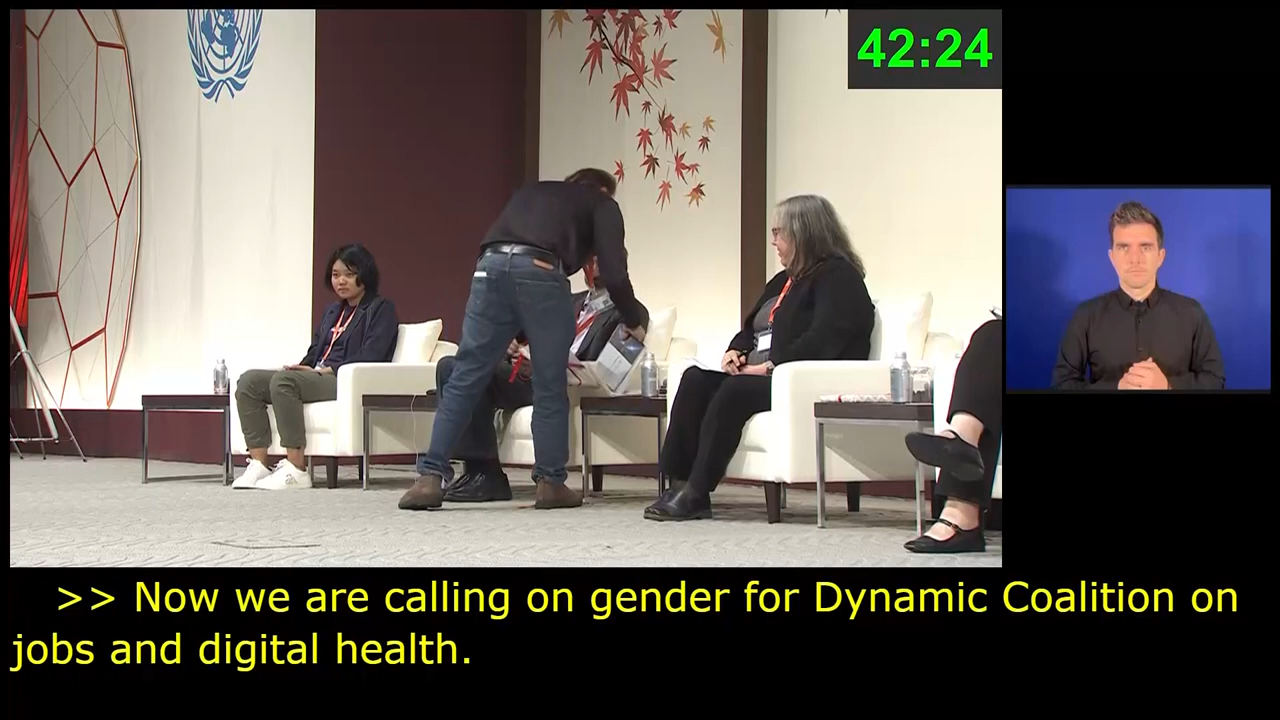 42:24
>> Now we are calling on gender for Dynamic Coalition on
jobs and digital health.